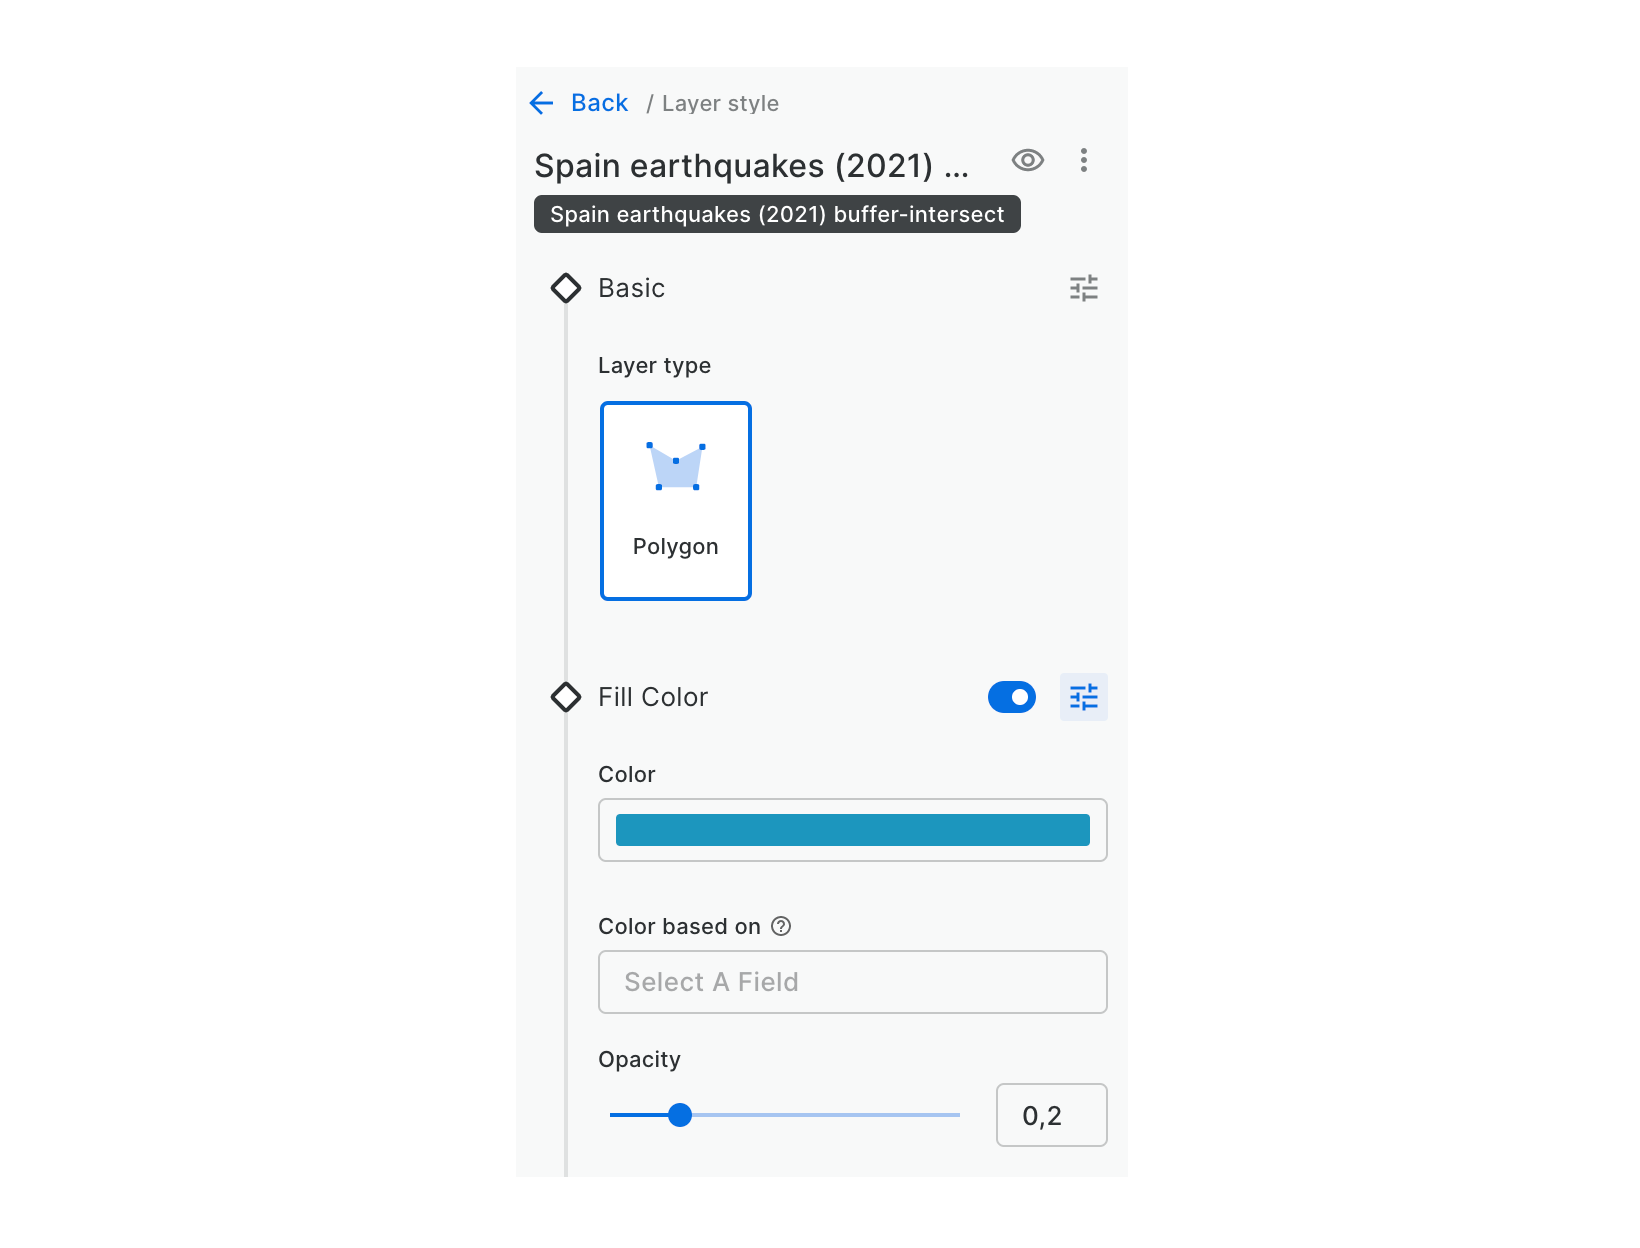 Back / Layer style
Spain earthquakes (2021) ...
Spain earthquakes (2021) buffer-intersect
Basic
Layer type
Polygon
Fill Color
Color
Color based on ?
Select A Field
Opacity
0,2